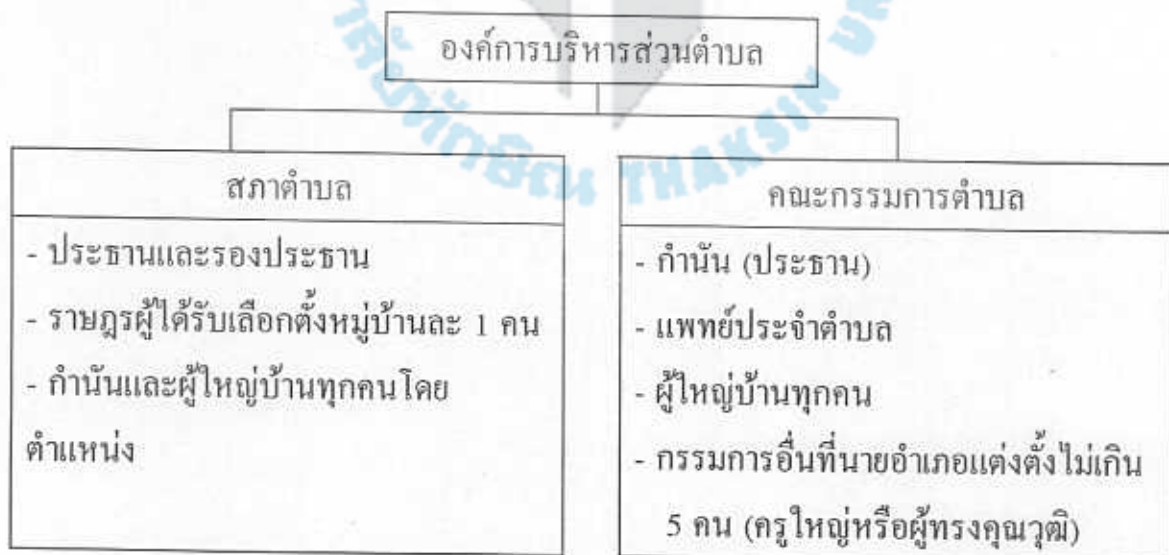 องค์การบริหารส่วนตำบล
สภาตำบล
- ประธานและรองประธาน
- ราษฎรผู้ได้รับเลือกตั้งหมู่บ้านละ 1 คน
- กำนันและผู้ใหญ่บ้านทุกคนโดย
ตำแหน่ง
คณะกรรมการตำบล
- กำนัน (ประธาน)
- แพทย์ประจำตำบล
- ผู้ใหญ่บ้านทุกคน
- กรรมการอื่นที่นายอำเภอแต่งตั้งไม่เกิน
5 คน (ครูใหญ่หรือผู้ทรงคุณวุฒิ)
THAKSIN